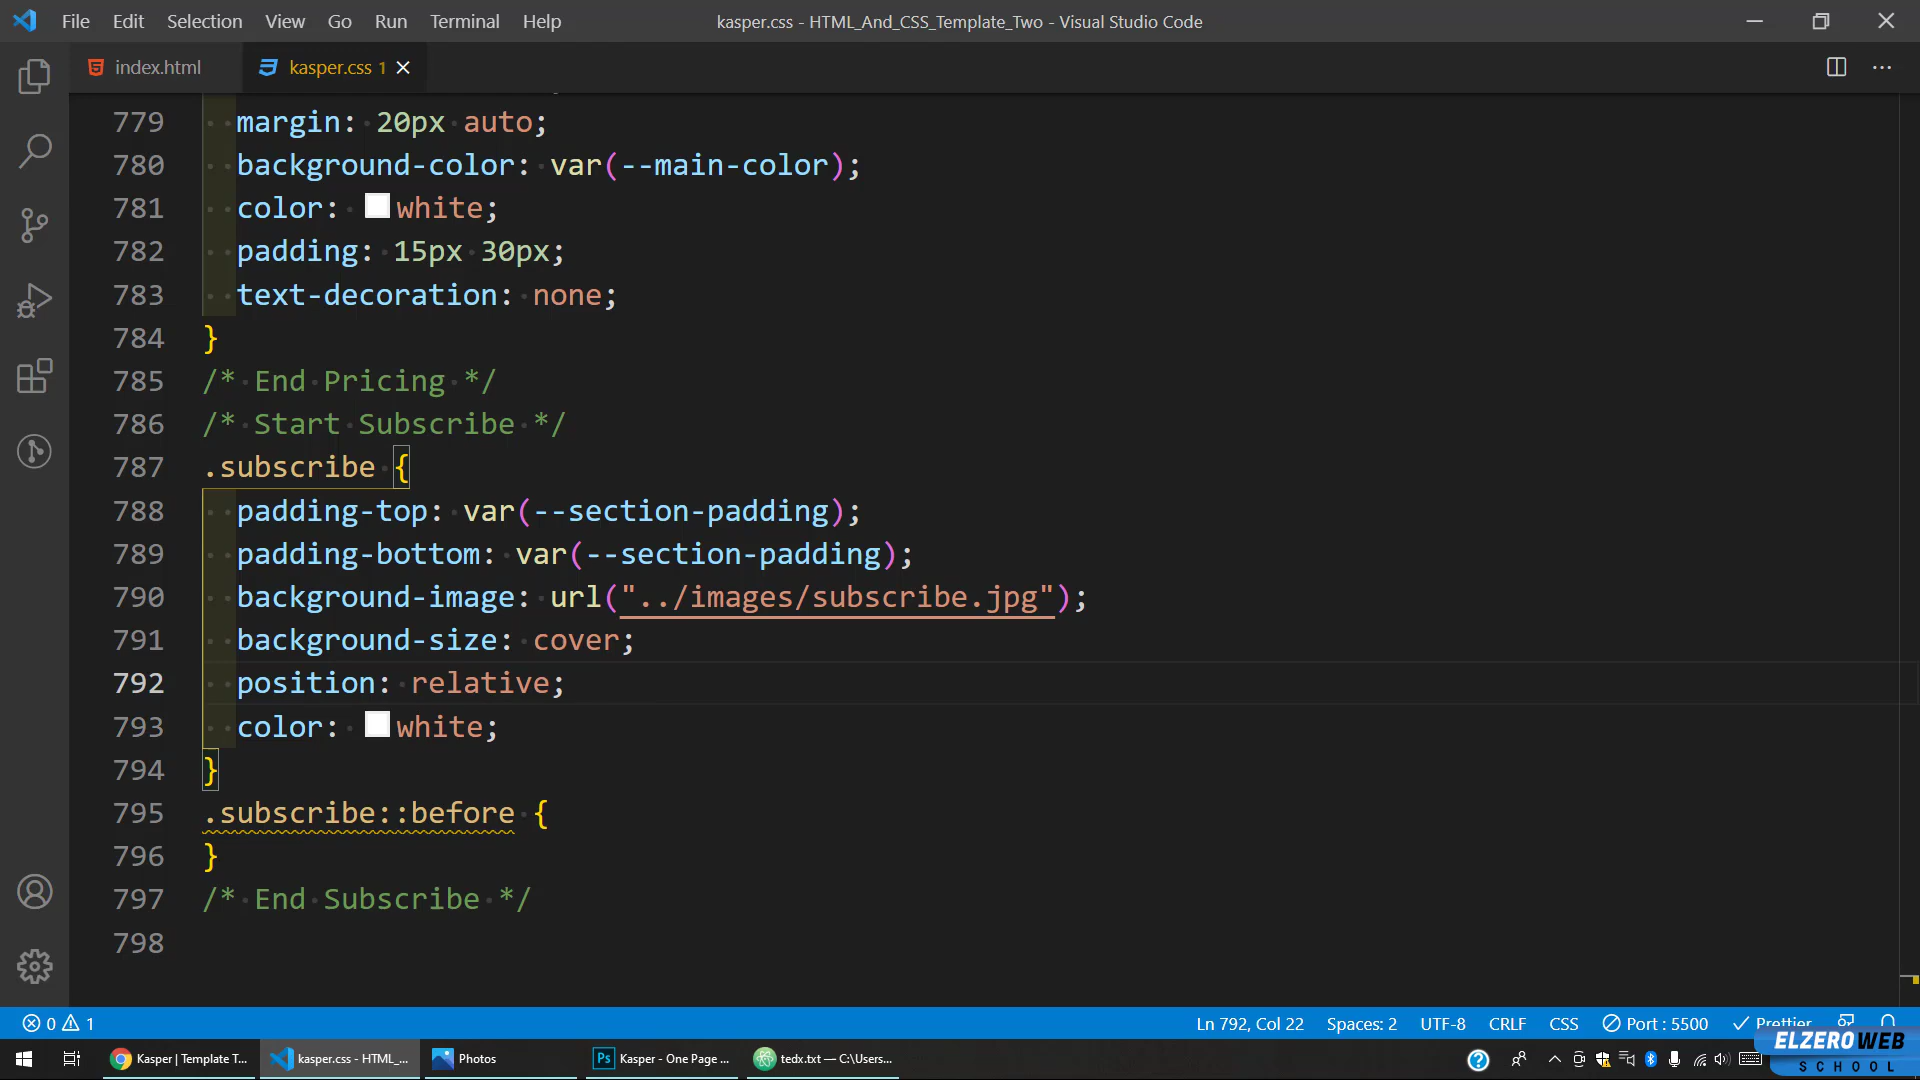 File Edit Selection View Go Run Terminal Help
kasper.css - HTML_And_CSS_Template_Two - Visual Studio Code
index.html kasper.css 1
779 margin: 20px auto;
780 background-color: var(--main-color);
781 color: white;
782 padding: 15px 30px;
783 text-decoration: none;
784 }
785 /* End Pricing */
786 /* Start Subscribe */
787 .subscribe {
788 padding-top: var(--section-padding);
789 padding-bottom: var(--section-padding);
790 background-image: url("../images/subscribe.jpg");
791 background-size: cover;
792 position: relative;
793 color: white;
794 }
795 .subscribe::before {
796 }
797 /* End Subscribe */
798
0 1 Ln 792, Col 22 Spaces: 2 UTF-8 CRLF CSS Port : 5500 Prettier
Kasper | Template T... kasper.css - HTML_... Photos Ps Kasper - One Page ... tedx.txt — C:\Users...
ELZEROWEB
SCHOOL